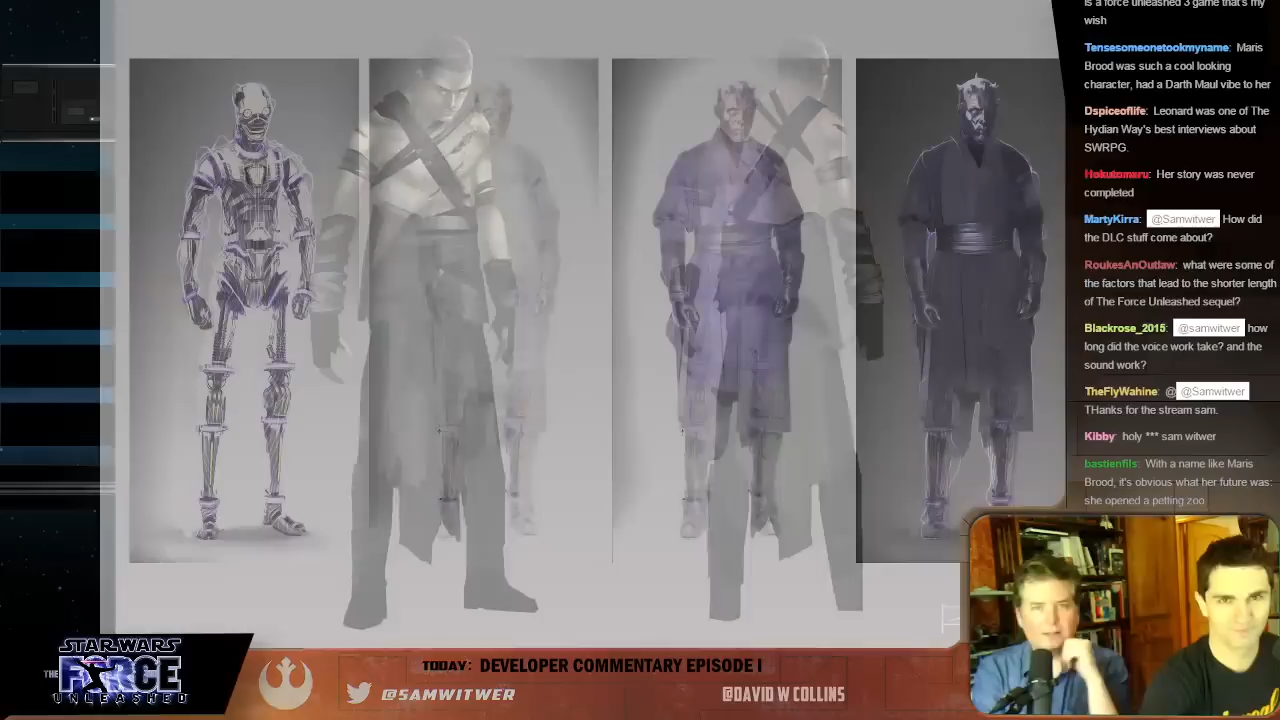 is a force unleashed 3 game that's my
wish
Tensesomeonetookmyname: Maris
Brood was such a cool looking
character, had a Darth Maul vibe to her
Dspiceoflife: Leonard was one of The
Hydian Way's best interviews about
SWRPG.
Hokutomaru: Her story was never
completed
MartyKirra: @Samwitwer How did
the DLC stuff come about?
RoukesAnOutlaw: what were some of
the factors that lead to the shorter length
of The Force Unleashed sequel?
Blackrose_2015: @samwitwer how
long did the voice work take? and the
sound work?
TheFlyWahine: @ @Samwitwer
THanks for the stream sam.
Kibby: holy *** sam witwer
bastienfils: With a name like Maris
Brood, it's obvious what her future was:
she opened a petting zoo
STAR WARS
THE FORCE
UNLEASHED
TODAY: DEVELOPER COMMENTARY EPISODE I
@SAMWITWER
@DAVID W COLLINS